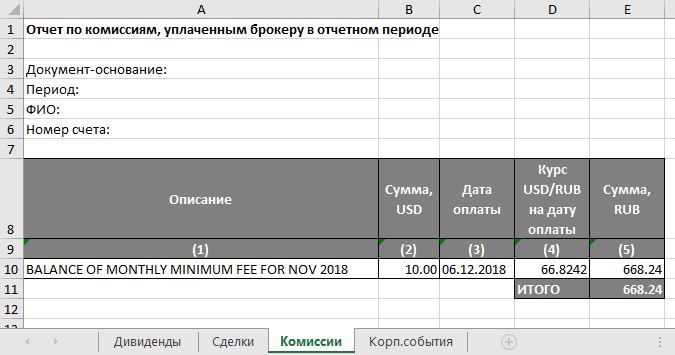 A B C D E
1 Отчет по комиссиям, уплаченным брокеру в отчетном периоде
2
3 Документ-основание:
4 Период:
5 ФИО:
6 Номер счета:
7
8 Описание Сумма, USD Дата оплаты Курс USD/RUB на дату оплаты Сумма, RUB
9 (1) (2) (3) (4) (5)
10 BALANCE OF MONTHLY MINIMUM FEE FOR NOV 2018 10.00 06.12.2018 66.8242 668.24
11 ИТОГО 668.24
12
13
Дивиденды Сделки Комиссии Корп.события